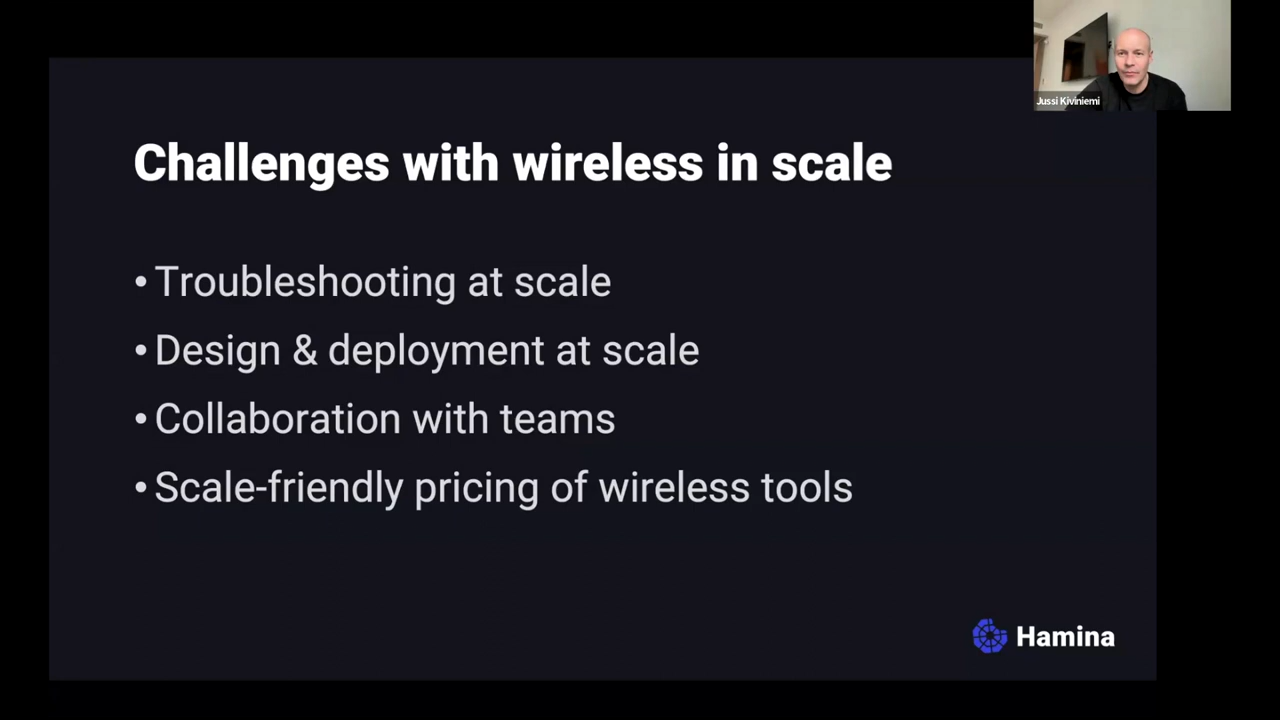 Jussi Kiviniemi
Challenges with wireless in scale
• Troubleshooting at scale
• Design & deployment at scale
• Collaboration with teams
• Scale-friendly pricing of wireless tools
Hamina